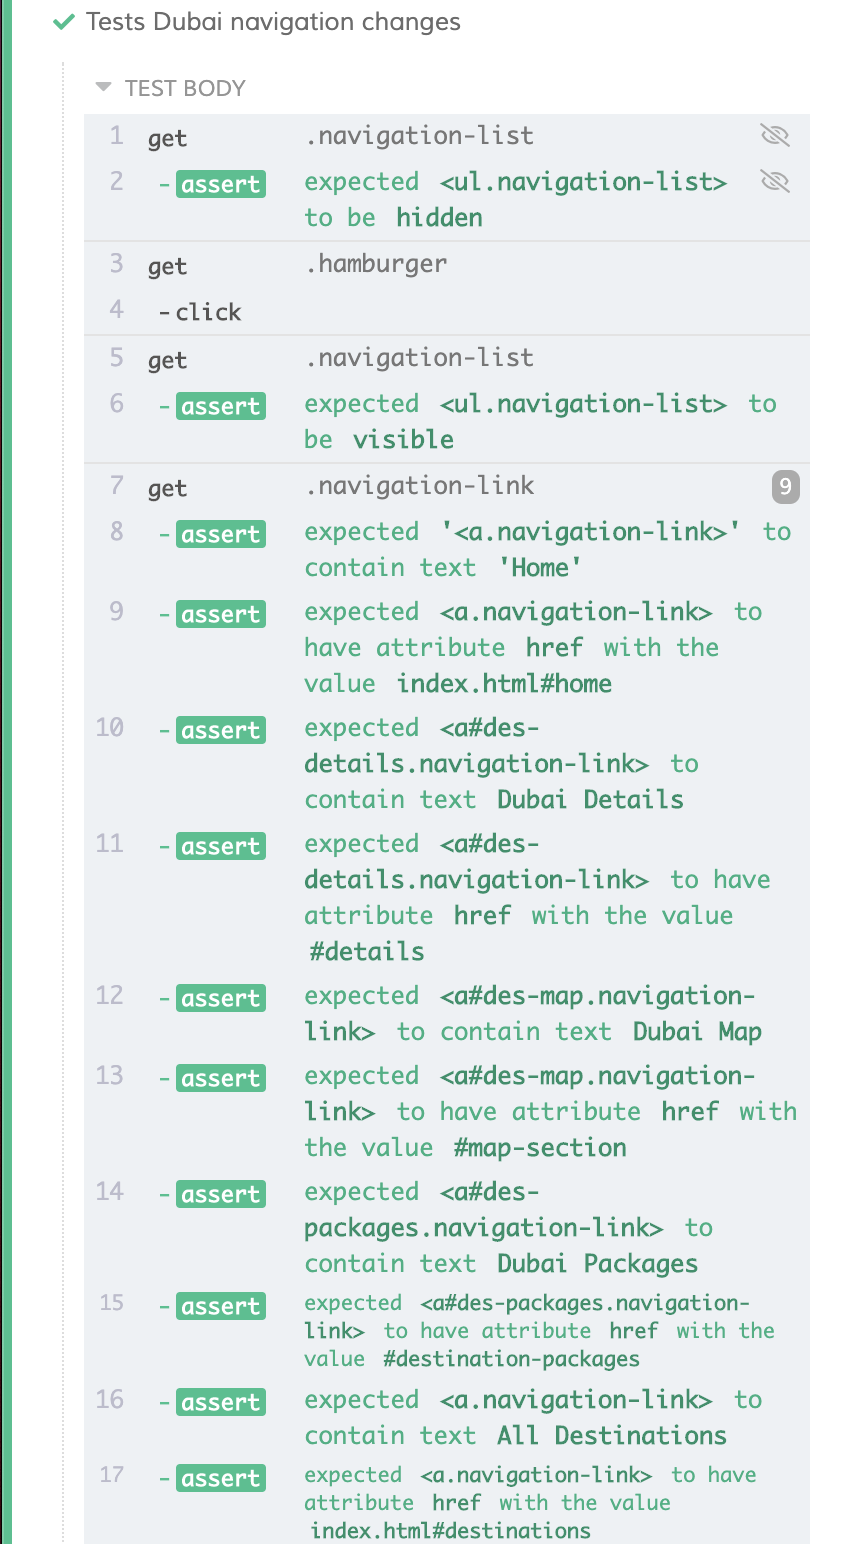 Tests Dubai navigation changes
TEST BODY
1 get .navigation-list
2 -assert expected <ul.navigation-list>
to be hidden
3 get .hamburger
4 -click
5 get .navigation-list
6 -assert expected <ul.navigation-list> to
be visible
7 get .navigation-link 9
8 -assert expected '<a.navigation-link>' to
contain text 'Home'
9 -assert expected <a.navigation-link> to
have attribute href with the
value index.html#home
10 -assert expected <a#des-
details.navigation-link> to
contain text Dubai Details
11 -assert expected <a#des-
details.navigation-link> to have
attribute href with the value
#details
12 -assert expected <a#des-map.navigation-
link> to contain text Dubai Map
13 -assert expected <a#des-map.navigation-
link> to have attribute href with
the value #map-section
14 -assert expected <a#des-
packages.navigation-link> to
contain text Dubai Packages
15 -assert expected <a#des-packages.navigation-
link> to have attribute href with the
value #destination-packages
16 -assert expected <a.navigation-link> to
contain text All Destinations
17 -assert expected <a.navigation-link> to have
attribute href with the value
index.html#destinations